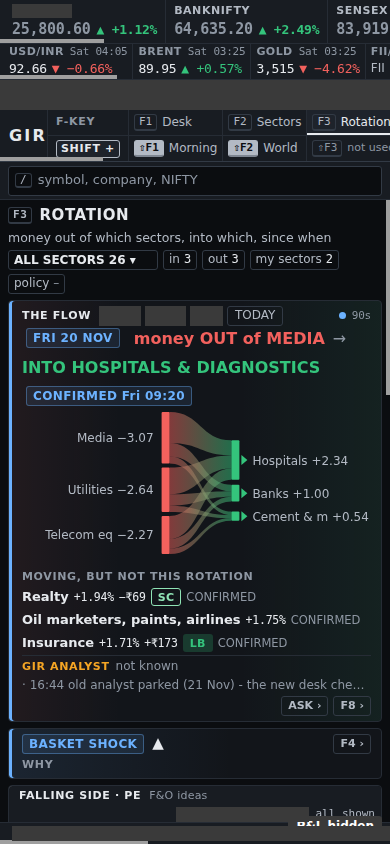 BANKNIFTY SENSEX
25,800.60 ▲ +1.12% 64,635.20 ▲ +2.49% 83,919
USD/INR Sat 04:05 BRENT Sat 03:25 GOLD Sat 03:25 FII/
92.66 ▼ −0.66% 89.95 ▲ +0.57% 3,515 ▼ −4.62% FII
GIR F-KEY F1 Desk F2 Sectors F3 Rotation
SHIFT + ⇧F1 Morning ⇧F2 World ⇧F3 not used
/ symbol, company, NIFTY
F3 ROTATION
money out of which sectors, into which, since when
ALL SECTORS 26 ▾ in 3 out 3 my sectors 2
policy –
THE FLOW TODAY 90s
FRI 20 NOV money OUT of MEDIA →
INTO HOSPITALS & DIAGNOSTICS
CONFIRMED Fri 09:20
Media −3.07
Hospitals +2.34
Utilities −2.64
Banks +1.00
Cement & m +0.54
Telecom eq −2.27
MOVING, BUT NOT THIS ROTATION
Realty +1.94% −₹69 SC CONFIRMED
Oil marketers, paints, airlines +1.75% CONFIRMED
Insurance +1.71% +₹173 LB CONFIRMED
GIR ANALYST not known
· 16:44 old analyst parked (21 Nov) - the new desk che…
ASK › F8 ›
BASKET SHOCK ▲ F4 ›
WHY
FALLING SIDE · PE F&O ideas
all shown
P&L hidden